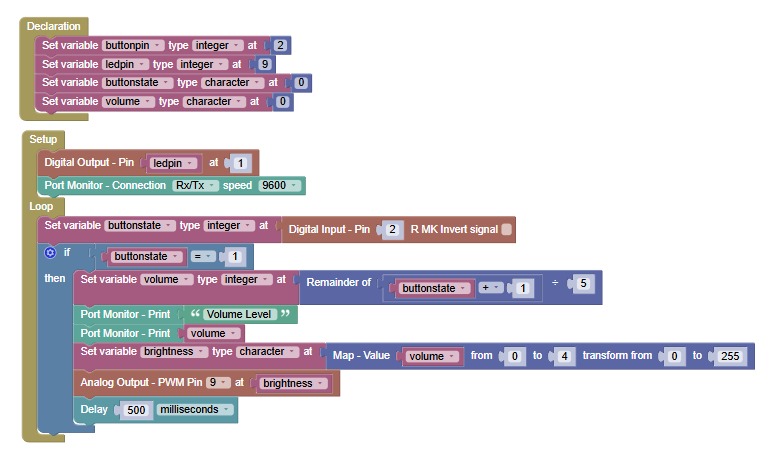 Declaration
Set variable buttonpin type integer at 2
Set variable ledpin type integer at 9
Set variable buttonstate type character at 0
Set variable volume type character at 0
Setup
Digital Output - Pin ledpin at 1
Port Monitor - Connection Rx/Tx speed 9600
Loop
Set variable buttonstate type integer at Digital Input - Pin 2 R MK Invert signal
if buttonstate = 1
then Set variable volume type integer at Remainder of buttonstate + 1 ÷ 5
Port Monitor - Print “ Volume Level ”
Port Monitor - Print volume
Set variable brightness type character at Map - Value volume from 0 to 4 transform from 0 to 255
Analog Output - PWM Pin 9 at brightness
Delay 500 milliseconds